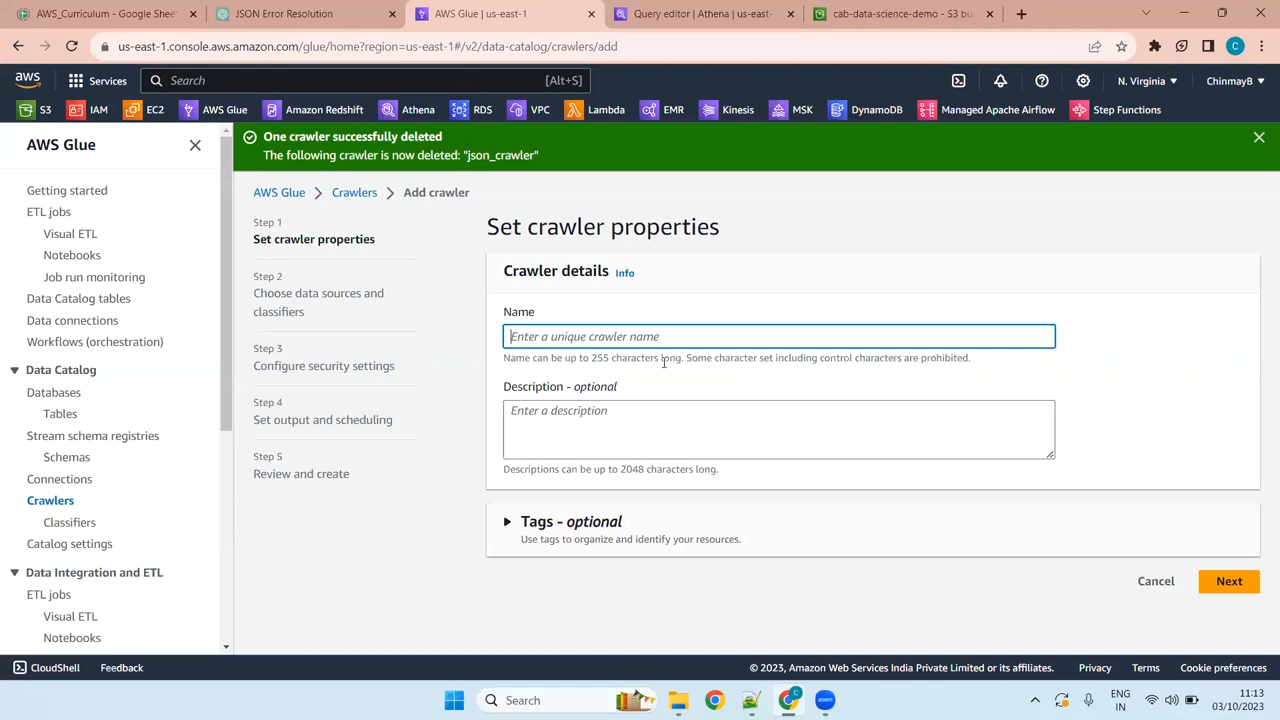 AWS_Curriculum - Google Sheet
JSON Error Resolution
AWS Glue | us-east-1
Query editor | Athena | us-east-
cab-data-science-demo - S3 bu
us-east-1.console.aws.amazon.com/glue/home?region=us-east-1#/v2/data-catalog/crawlers/add
C
aws
Services
Search
[Alt+S]
N. Virginia
ChinmayB
S3
IAM
EC2
AWS Glue
Amazon Redshift
Athena
RDS
VPC
Lambda
EMR
Kinesis
MSK
DynamoDB
Managed Apache Airflow
Step Functions
AWS Glue
Getting started
ETL jobs
Visual ETL
Notebooks
Job run monitoring
Data Catalog tables
Data connections
Workflows (orchestration)
Data Catalog
Databases
Tables
Stream schema registries
Schemas
Connections
Crawlers
Classifiers
Catalog settings
Data Integration and ETL
ETL jobs
Visual ETL
Notebooks
One crawler successfully deleted
The following crawler is now deleted: "json_crawler"
AWS Glue
Crawlers
Add crawler
Step 1
Set crawler properties
Step 2
Choose data sources and
classifiers
Step 3
Configure security settings
Step 4
Set output and scheduling
Step 5
Review and create
Set crawler properties
Crawler details Info
Name
Enter a unique crawler name
Name can be up to 255 characters long. Some character set including control characters are prohibited.
Description - optional
Enter a description
Descriptions can be up to 2048 characters long.
Tags - optional
Use tags to organize and identify your resources.
Cancel
Next
CloudShell
Feedback
© 2023, Amazon Web Services India Private Limited or its affiliates.
Privacy
Terms
Cookie preferences
Search
C
zoom
ENG
IN
11:13
03/10/2023